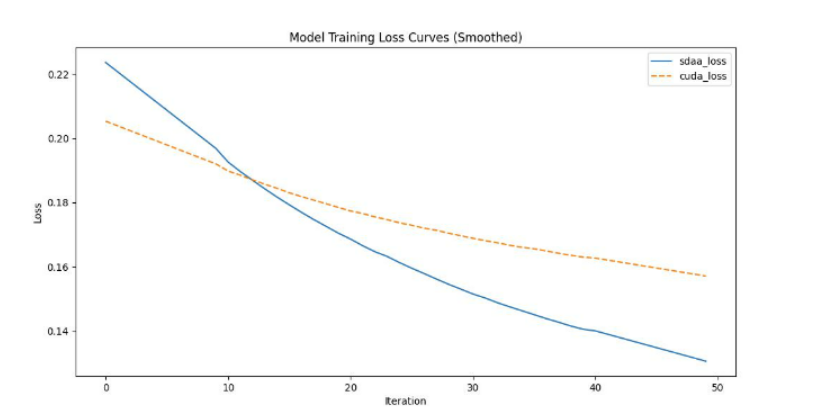 Model Training Loss Curves (Smoothed)
sdaa_loss
cuda_loss
Loss
0.22
0.20
0.18
0.16
0.14
0 10 20 30 40 50
Iteration